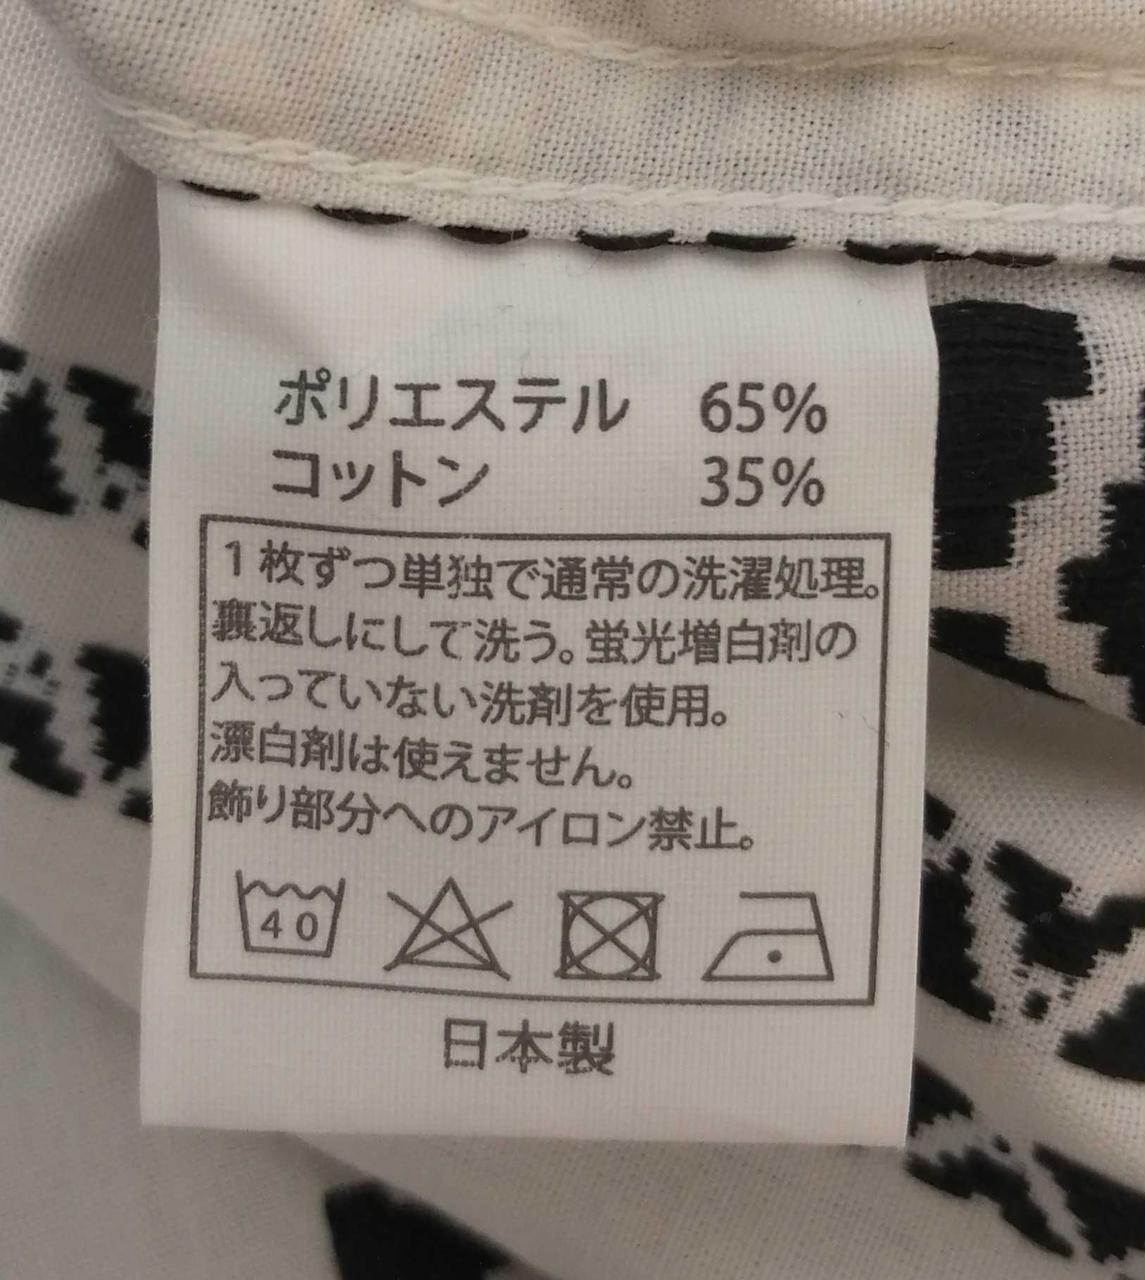 ポリエステル 65%
コットン 35%
1枚ずつ単独で通常の洗濯処理。
裏返しにして洗う。蛍光増白剤の
入っていない洗剤を使用。
漂白剤は使えません。
飾り部分へのアイロン禁止。
40
日本製